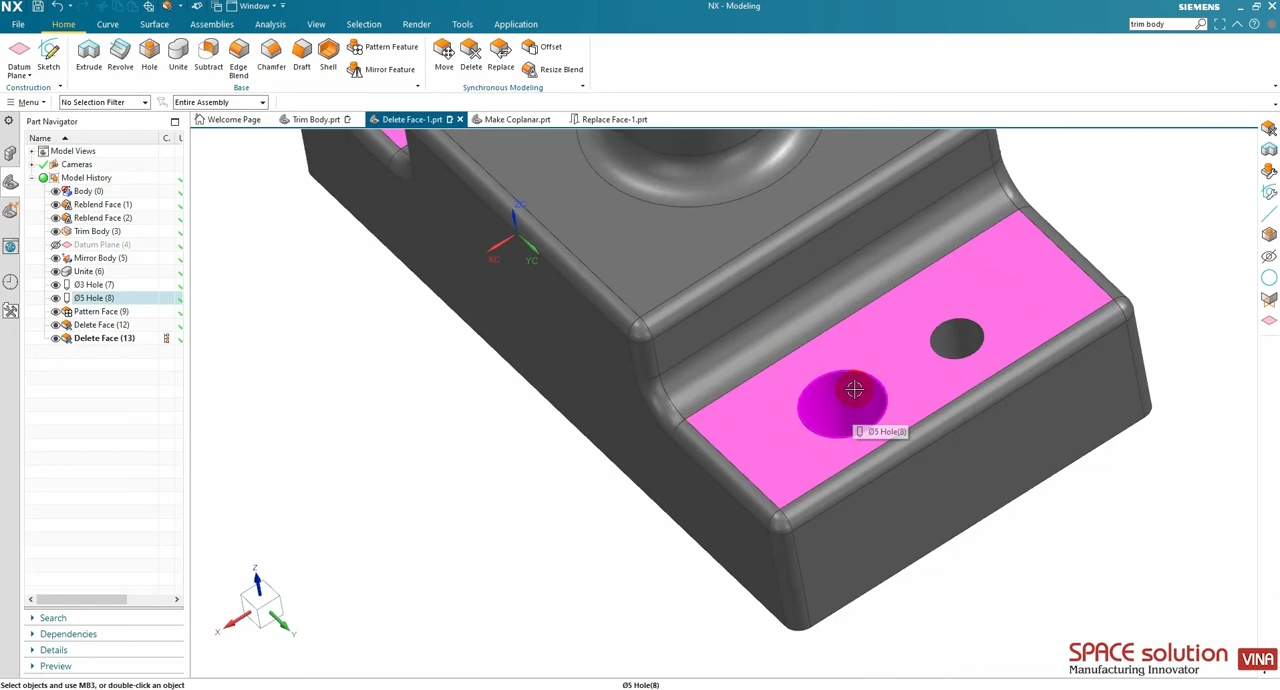 NX
Window
NX - Modeling
SIEMENS
File
Home
Curve
Surface
Assemblies
Analysis
View
Selection
Render
Tools
Application
trim body
Datum Plane
Sketch
Extrude
Revolve
Hole
Unite
Subtract
Edge Blend
Chamfer
Draft
Shell
Pattern Feature
Mirror Feature
Move
Delete
Replace
Offset
Resize Blend
Construction
Base
Synchronous Modeling
Menu
No Selection Filter
Entire Assembly
Part Navigator
Welcome Page
Trim Body.prt
Delete Face-1.prt
Make Coplanar.prt
Replace Face-1.prt
Name
C.
Model Views
Cameras
Model History
Body (0)
Reblend Face (1)
Reblend Face (2)
Trim Body (3)
Datum Plane (4)
Mirror Body (5)
Unite (6)
Ø3 Hole (7)
Ø5 Hole (8)
Pattern Face (9)
Delete Face (12)
Delete Face (13)
ZC
XC
YC
Ø5 Hole(8)
Z
X
Y
Search
Dependencies
Details
Preview
SPACE solution
Manufacturing Innovator
VINA
Select objects and use MB3, or double-click an object
Ø5 Hole(8)